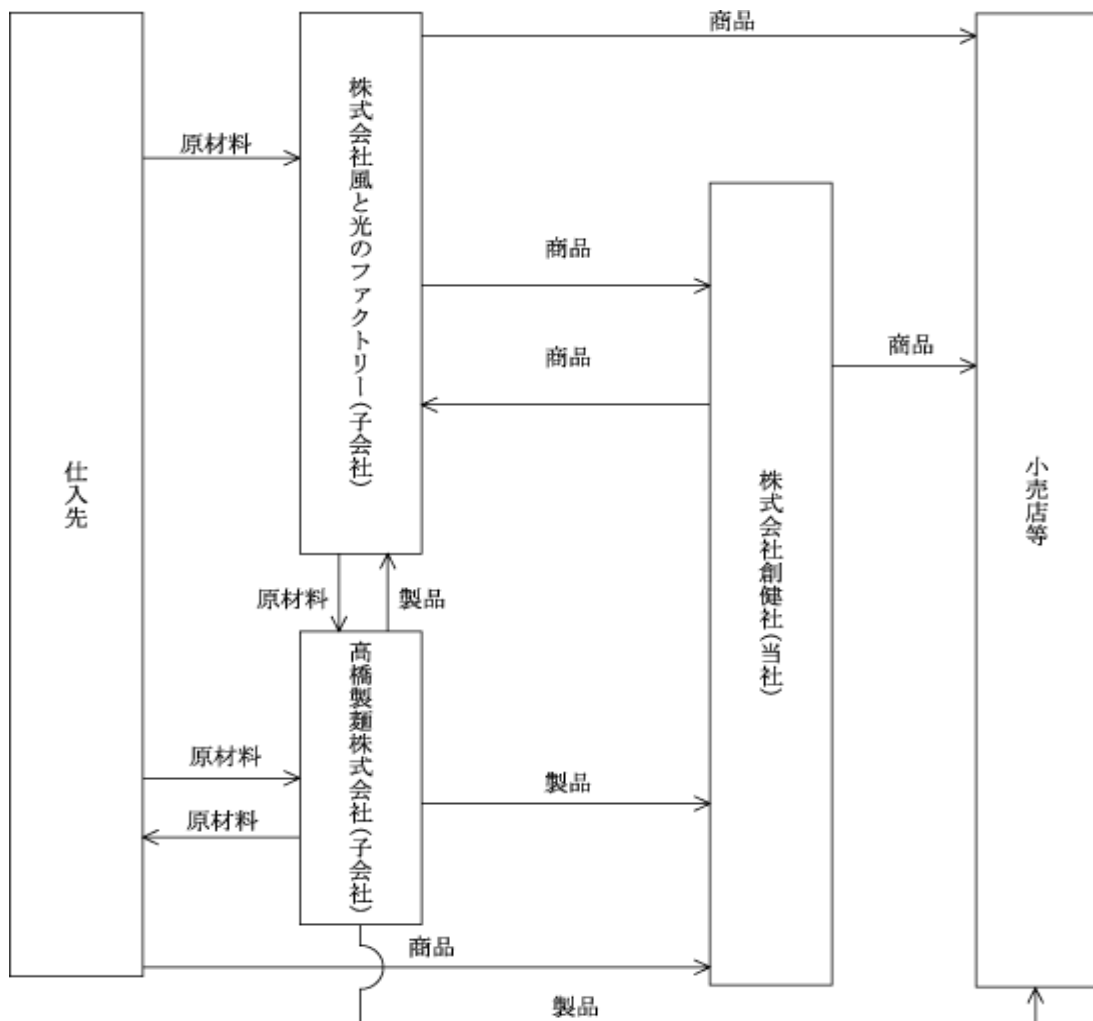 商品
株式会社風と光のファクトリー(子会社)
原材料
商品
商品
商品
仕入先
小売店等
株式会社創健社(当社)
原材料
製品
高橋製麺株式会社(子会社)
原材料
製品
原材料
商品
製品